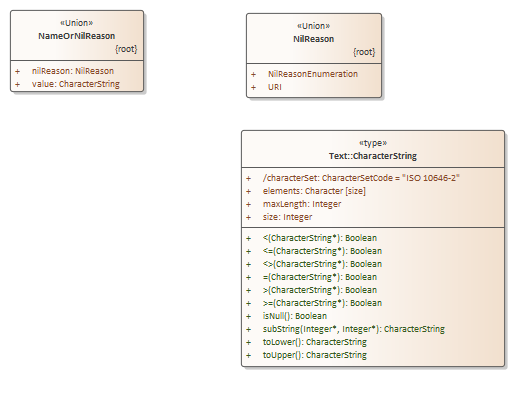 «Union»
NameOrNilReason
{root}
+ nilReason: NilReason
+ value: CharacterString
«Union»
NilReason
{root}
+ NilReasonEnumeration
+ URI
«type»
Text::CharacterString
+ /characterSet: CharacterSetCode = "ISO 10646-2"
+ elements: Character [size]
+ maxLength: Integer
+ size: Integer
+ <(CharacterString*): Boolean
+ <=(CharacterString*): Boolean
+ <>(CharacterString*): Boolean
+ =(CharacterString*): Boolean
+ >(CharacterString*): Boolean
+ >=(CharacterString*): Boolean
+ isNull(): Boolean
+ subString(Integer*, Integer*): CharacterString
+ toLower(): CharacterString
+ toUpper(): CharacterString